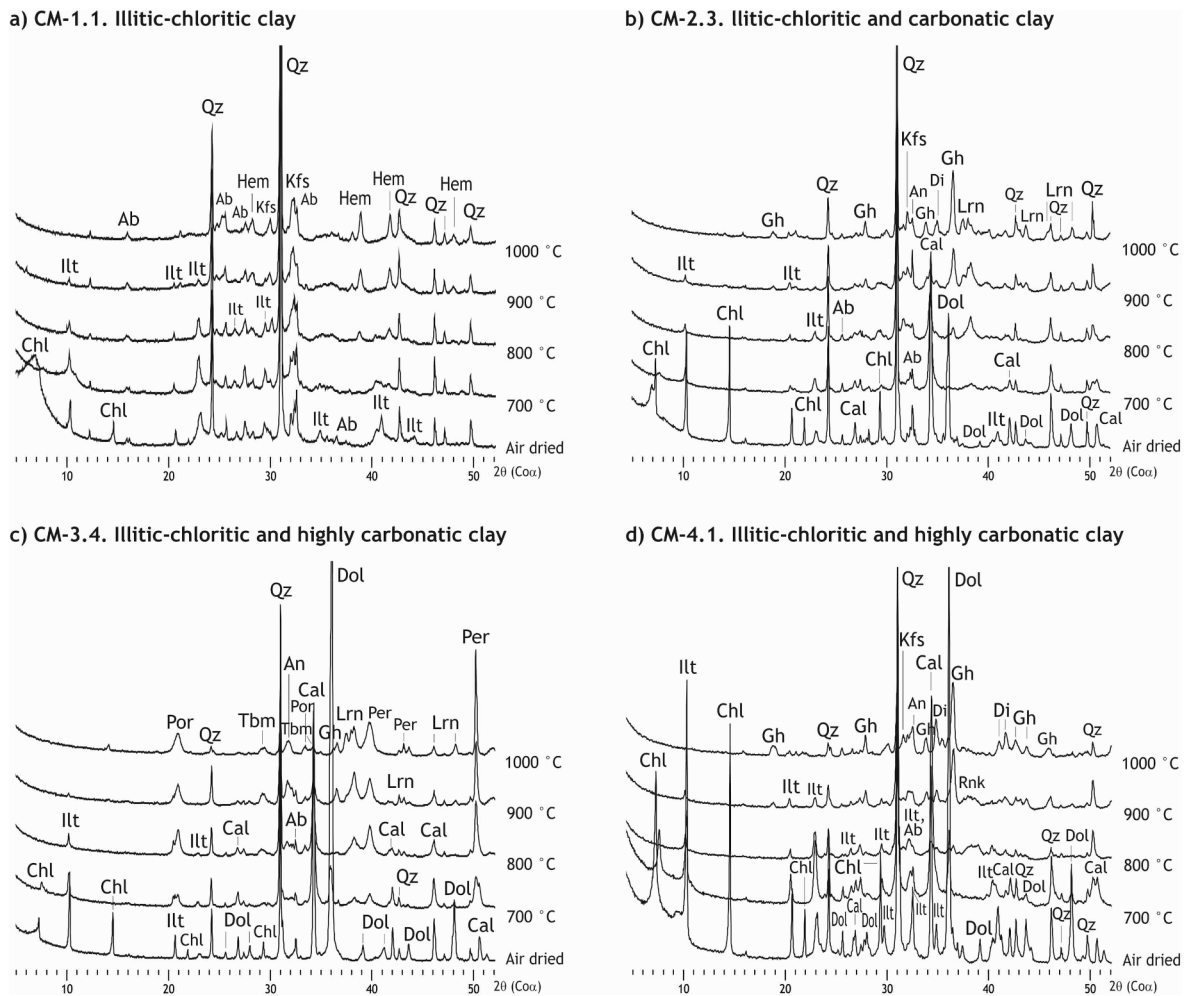 a) CM-1.1. Illitic-chloritic clay
Qz
Qz
Hem Kfs Hem Hem
Ab Ab Ab Kfs Ab Hem Qz Qz Qz
1000 °C
Ilt Ilt Ilt
900 °C
Ilt Ilt
800 °C
Chl
700 °C
Chl Ilt Ab Ilt Ilt
Air dried
10 20 30 40 50 2θ (Coα)
b) CM-2.3. Ilitic-chloritic and carbonatic clay
Qz
Kfs
Gh
Qz An Di Qz Lrn Qz
Gh Gh Gh Lrn Lrn Qz
Cal
1000 °C
Ilt Ilt
900 °C
Chl Ilt Ab Dol
800 °C
Chl Chl Ab Cal
700 °C
Chl Cal Dol Ilt Dol Dol Qz Cal
Air dried
10 20 30 40 50 2θ (Coα)
c) CM-3.4. Illitic-chloritic and highly carbonatic clay
Dol
Qz
Per
An
Cal
Por Qz Tbm Tbm Por Gh Lrn Per Per Lrn
1000 °C
Lrn
900 °C
Ilt Ilt Cal Ab Cal Cal
800 °C
Chl Chl Qz Dol
700 °C
Ilt Chl Dol Chl Dol Dol Cal
Air dried
10 20 30 40 50 2θ (Coα)
d) CM-4.1. Illitic-chloritic and highly carbonatic clay
Qz Dol
Ilt Kfs Cal Gh
Chl An Di Di Gh
Gh Qz Gh Gh Gh Qz
Chl
1000 °C
Ilt Ilt Rnk
900 °C
Ilt Ilt Ilt, Ab Qz Dol
800 °C
Chl Chl Ilt Cal Qz Dol Cal
700 °C
Dol Cal Dol Ilt Ilt Ilt Dol Qz Qz
Air dried
10 20 30 40 50 2θ (Coα)